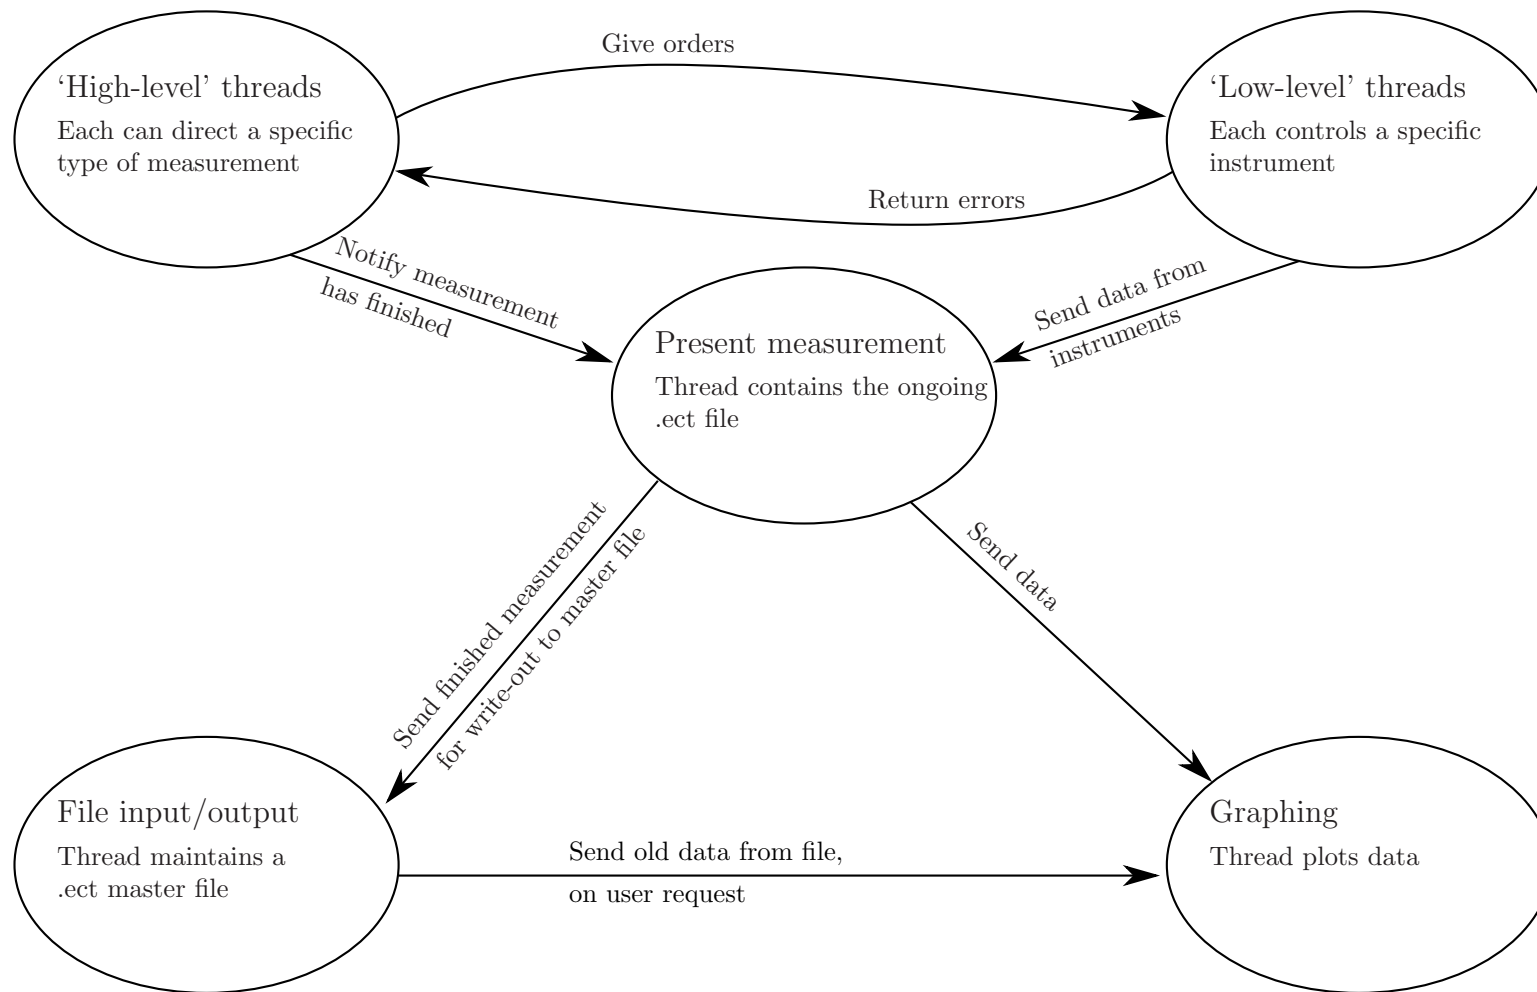 Give orders
‘High-level’ threads
Each can direct a specific
type of measurement
‘Low-level’ threads
Each controls a specific
instrument
Return errors
Notify measurement
has finished
Send data from
instruments
Present measurement
Thread contains the ongoing
.ect file
Send finished measurement
for write-out to master file
Send data
File input/output
Thread maintains a
.ect master file
Send old data from file,
on user request
Graphing
Thread plots data